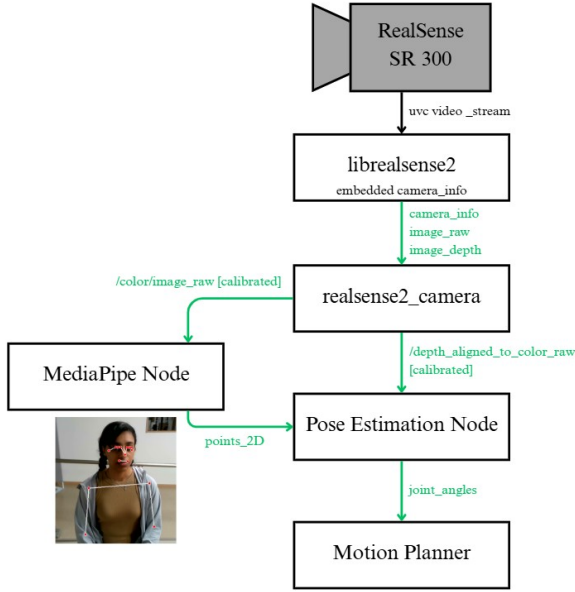 RealSense
SR 300
uvc video _stream
librealsense2
embedded camera_info
camera_info
image_raw
image_depth
/color/image_raw [calibrated]
realsense2_camera
/depth_aligned_to_color_raw
[calibrated]
MediaPipe Node
points_2D
Pose Estimation Node
joint_angles
Motion Planner